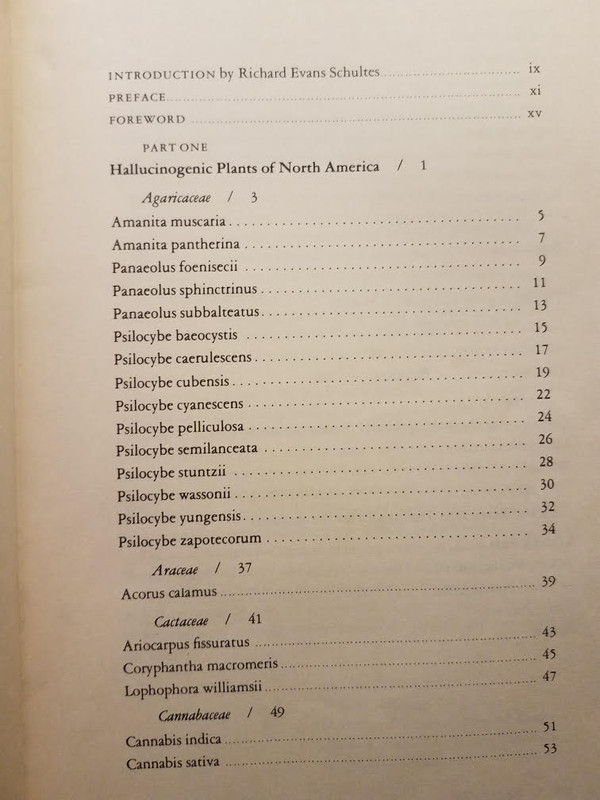 INTRODUCTION by Richard Evans Schultes ix
PREFACE xi
FOREWORD xv
PART ONE
Hallucinogenic Plants of North America / 1
Agaricaceae / 3
Amanita muscaria 5
Amanita pantherina 7
Panaeolus foenisecii 9
Panaeolus sphinctrinus 11
Panaeolus subbalteatus 13
Psilocybe baeocystis 15
Psilocybe caerulescens 17
Psilocybe cubensis 19
Psilocybe cyanescens 22
Psilocybe pelliculosa 24
Psilocybe semilanceata 26
Psilocybe stuntzii 28
Psilocybe wassonii 30
Psilocybe yungensis 32
Psilocybe zapotecorum 34
Araceae / 37
Acorus calamus 39
Cactaceae / 41
Ariocarpus fissuratus 43
Coryphantha macromeris 45
Lophophora williamsii 47
Cannabaceae / 49
Cannabis indica 51
Cannabis sativa 53